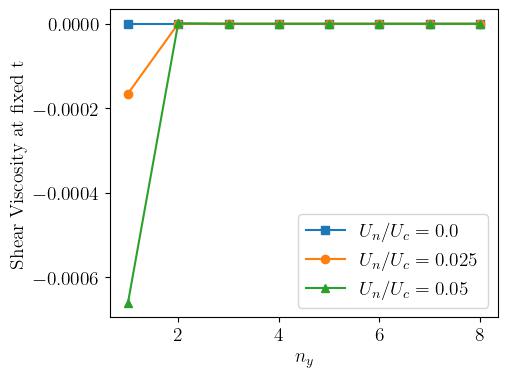 0.0000
−0.0002
−0.0004
−0.0006
Shear Viscosity at fixed t
U_n/U_c = 0.0
U_n/U_c = 0.025
U_n/U_c = 0.05
2 4 6 8
n_y